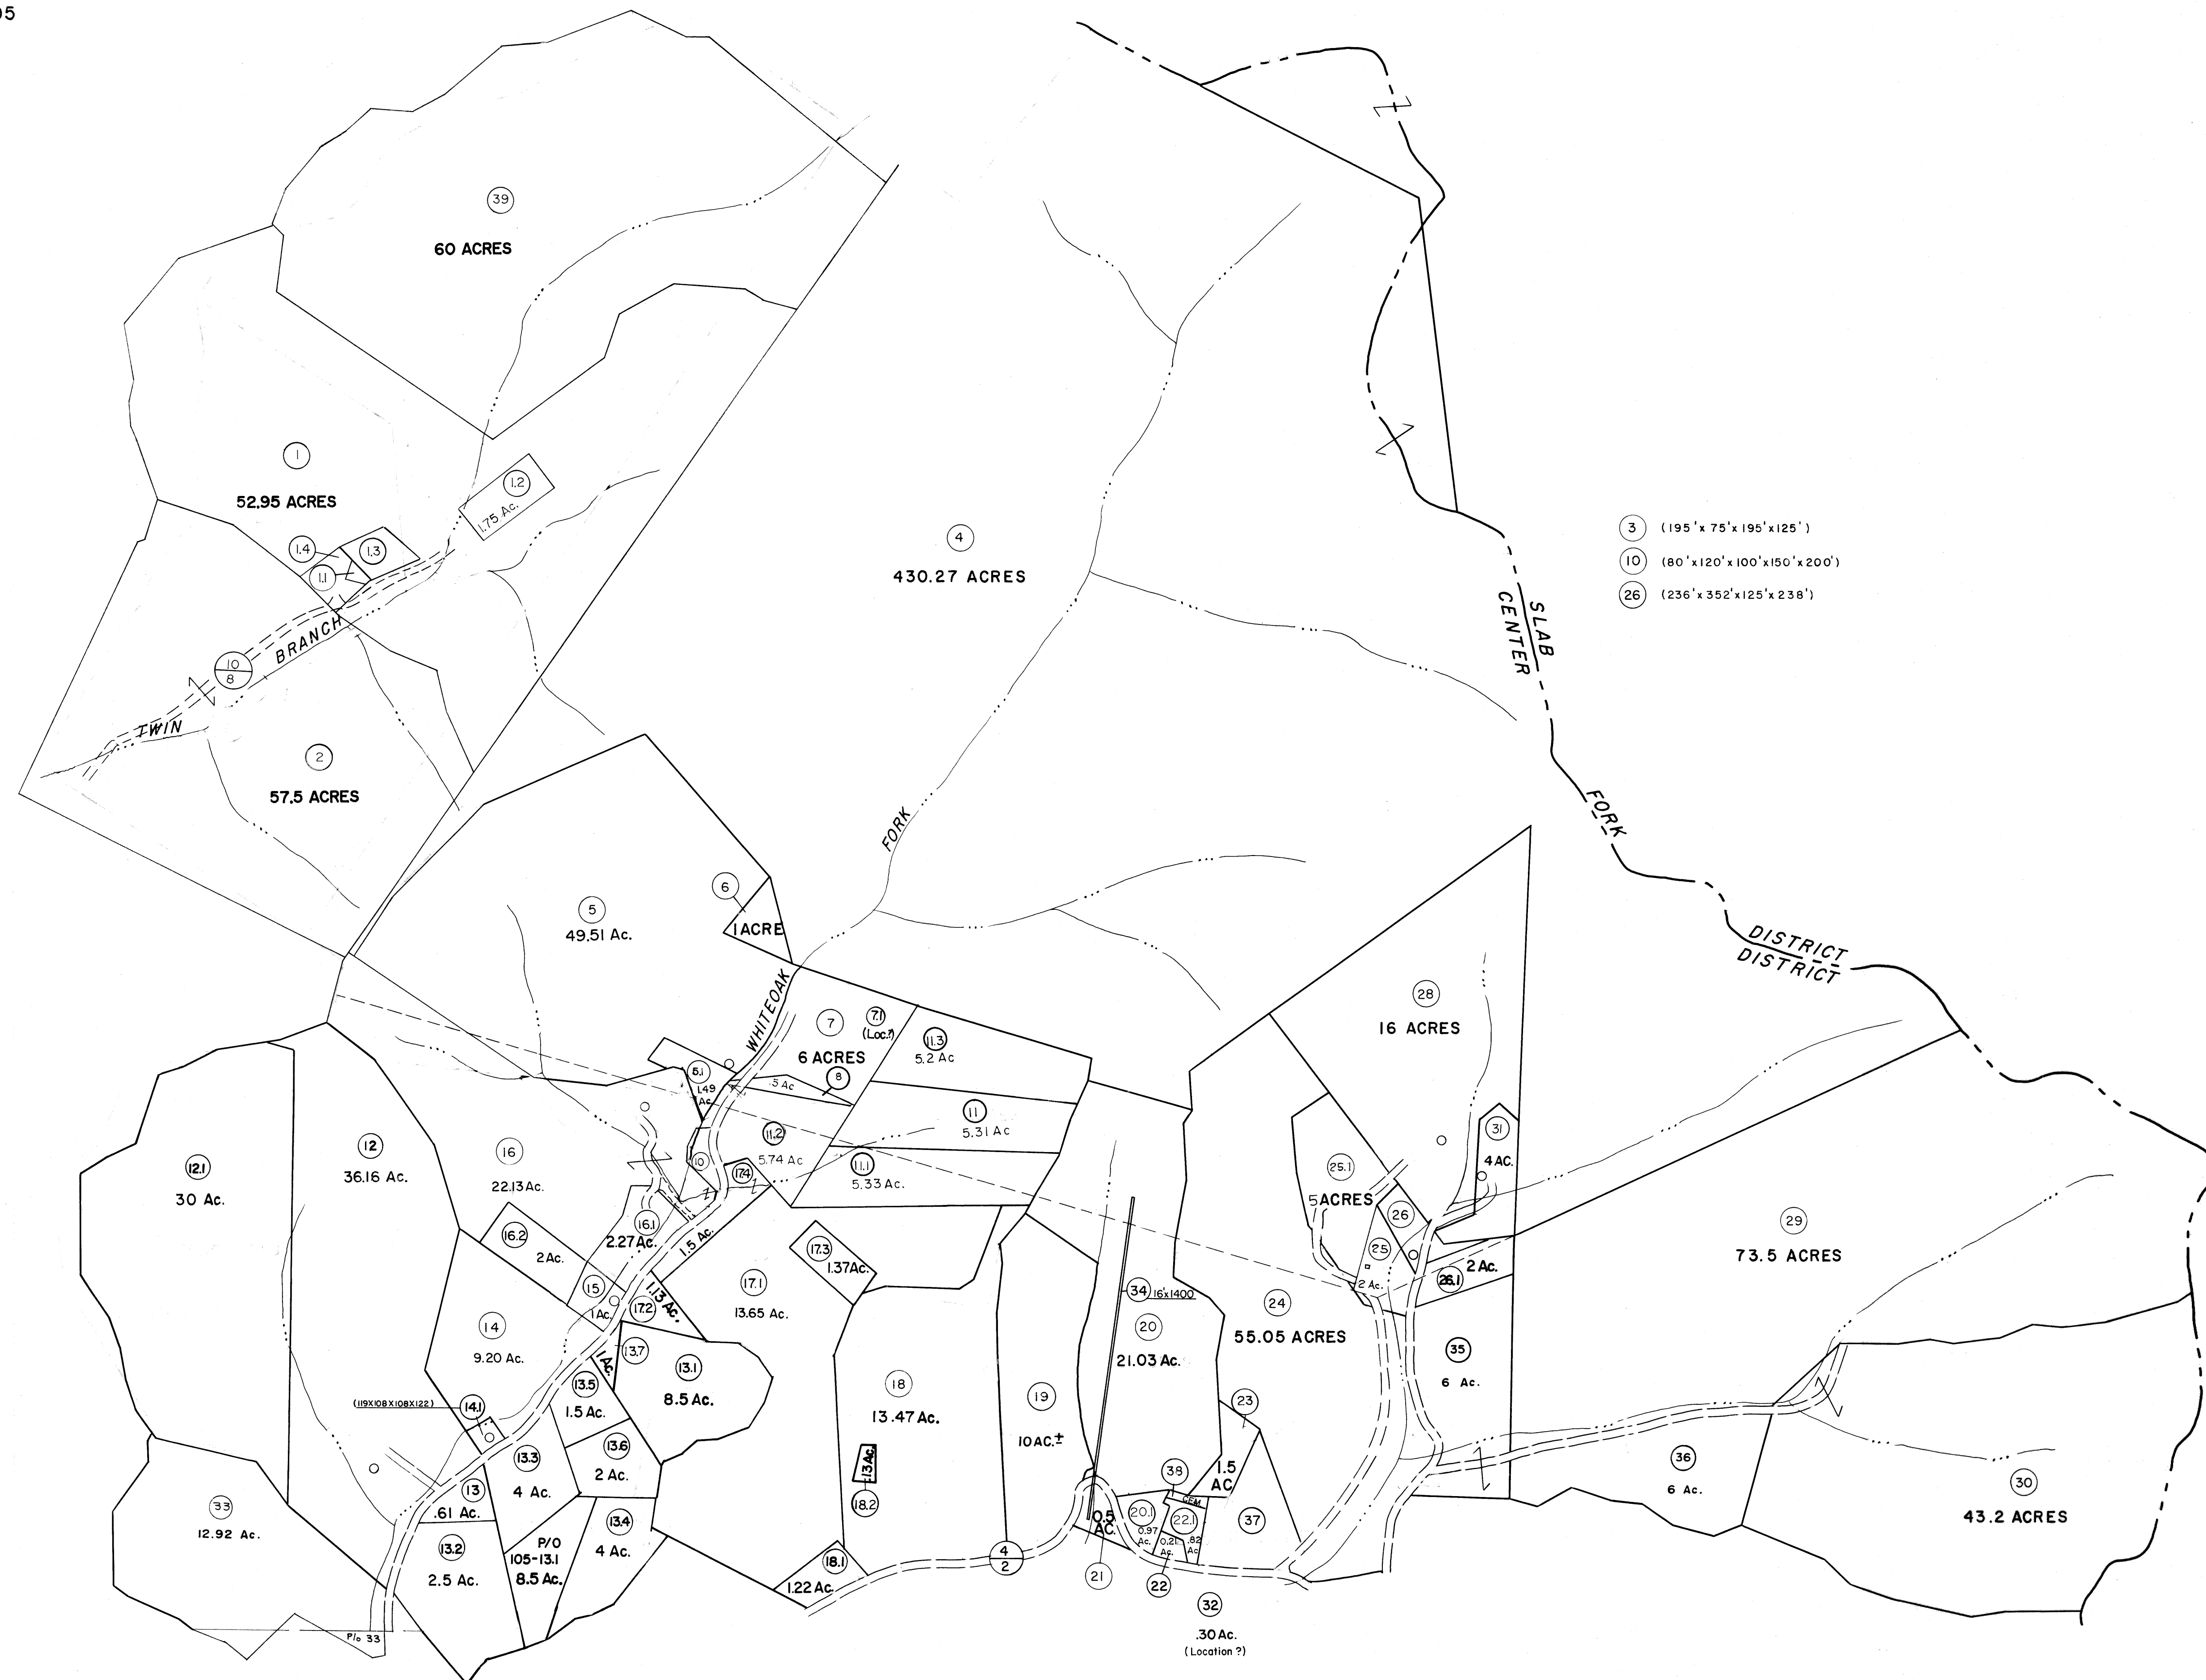 05
39
60 ACRES
1
52.95 ACRES
1.2
1.75 Ac.
1.4
1.3
1.1
4
430.27 ACRES
3 (195'x 75'x 195'x125')
10 (80'x120'x100'x150'x200')
26 (236'x352'x125'x238')
SLAB
CENTER
10
8
BRANCH
TWIN
2
57.5 ACRES
FORK
FORK
DISTRICT
DISTRICT
5
49.51 Ac.
6
1 ACRE
WHITEOAK
7
6 ACRES
7.1
(Loc.?)
11.3
5.2 Ac
28
16 ACRES
5.1
1.49
Ac.
.5 Ac
8
11
5.31 Ac
11.2
5.74 Ac
11.1
5.33 Ac.
10
17.4
31
4 AC.
12.1
30 Ac.
12
36.16 Ac.
16
22.13 Ac.
25.1
5 ACRES
26
25
2 Ac.
26.1
2 Ac.
29
73.5 ACRES
16.2
2 Ac.
16.1
2.27 Ac.
1.5 Ac.
17.3
1.37 Ac.
15
1 Ac.
17.2
1.13 Ac.
17.1
13.65 Ac.
34 16'x1400
20
21.03 Ac.
24
55.05 ACRES
14
9.20 Ac.
13.7
1 Ac.
13.1
8.5 Ac.
13.5
1.5 Ac.
35
6 Ac.
18
13.47 Ac.
19
10 AC.±
23
1.5
AC
(119X108X108X122)
14.1
13.3
4 Ac.
13.6
2 Ac.
.13 Ac.
18.2
38
CEM.
36
6 Ac.
30
43.2 ACRES
33
12.92 Ac.
13
.61 Ac.
13.2
2.5 Ac.
P/O
105-13.1
8.5 Ac.
13.4
4 Ac.
18.1
1.22 Ac.
4
2
0.5
AC.
20.1
0.97
Ac.
22.1
0.21
Ac.
.82
Ac
37
21
22
32
.30 Ac.
(Location ?)
P/o 33